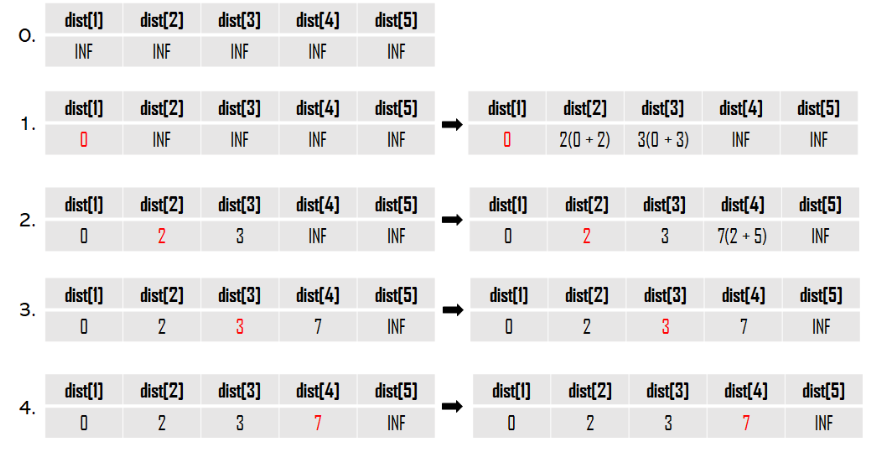 dist[1] dist[2] dist[3] dist[4] dist[5]
0. INF INF INF INF INF
dist[1] dist[2] dist[3] dist[4] dist[5] dist[1] dist[2] dist[3] dist[4] dist[5]
1. 0 INF INF INF INF ➡ 0 2(0 + 2) 3(0 + 3) INF INF
dist[1] dist[2] dist[3] dist[4] dist[5] dist[1] dist[2] dist[3] dist[4] dist[5]
2. 0 2 3 INF INF ➡ 0 2 3 7(2 + 5) INF
dist[1] dist[2] dist[3] dist[4] dist[5] dist[1] dist[2] dist[3] dist[4] dist[5]
3. 0 2 3 7 INF ➡ 0 2 3 7 INF
dist[1] dist[2] dist[3] dist[4] dist[5] dist[1] dist[2] dist[3] dist[4] dist[5]
4. 0 2 3 7 INF ➡ 0 2 3 7 INF